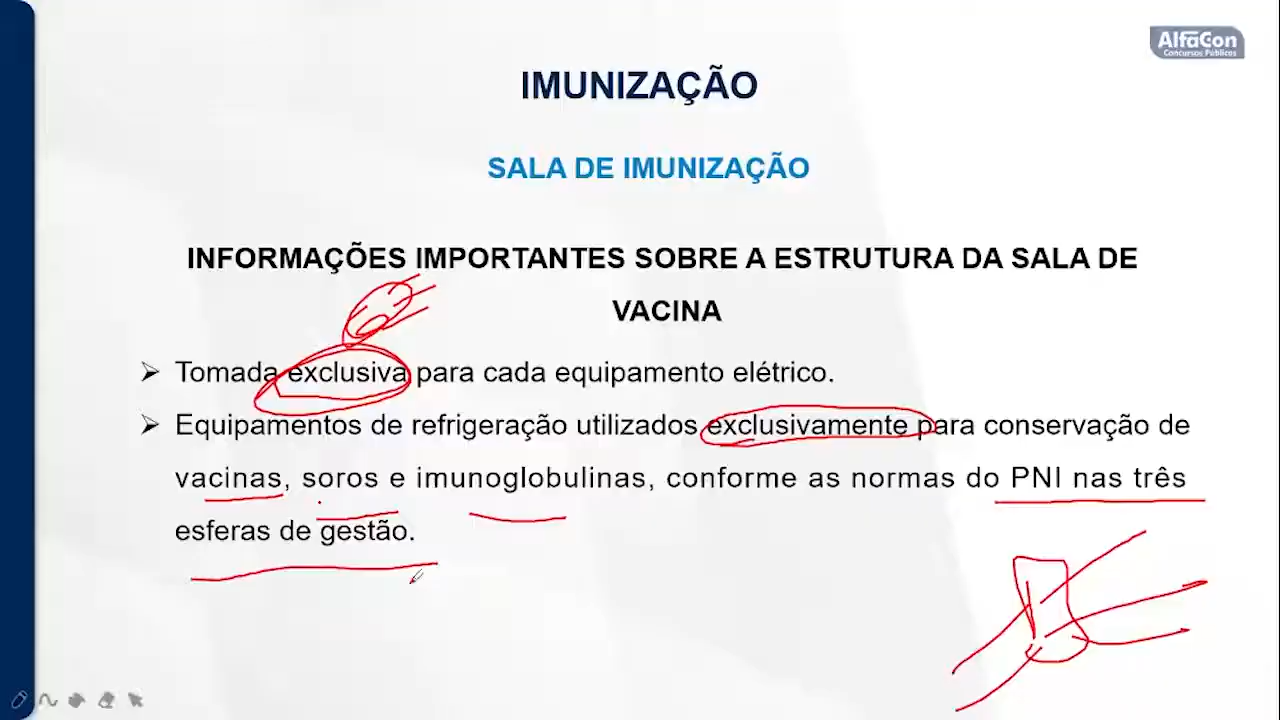 AlfaCon
Concursos Públicos
IMUNIZAÇÃO
SALA DE IMUNIZAÇÃO
INFORMAÇÕES IMPORTANTES SOBRE A ESTRUTURA DA SALA DE
VACINA
Tomada exclusiva para cada equipamento elétrico.
Equipamentos de refrigeração utilizados exclusivamente para conservação de
vacinas, soros e imunoglobulinas, conforme as normas do PNI nas três
esferas de gestão.